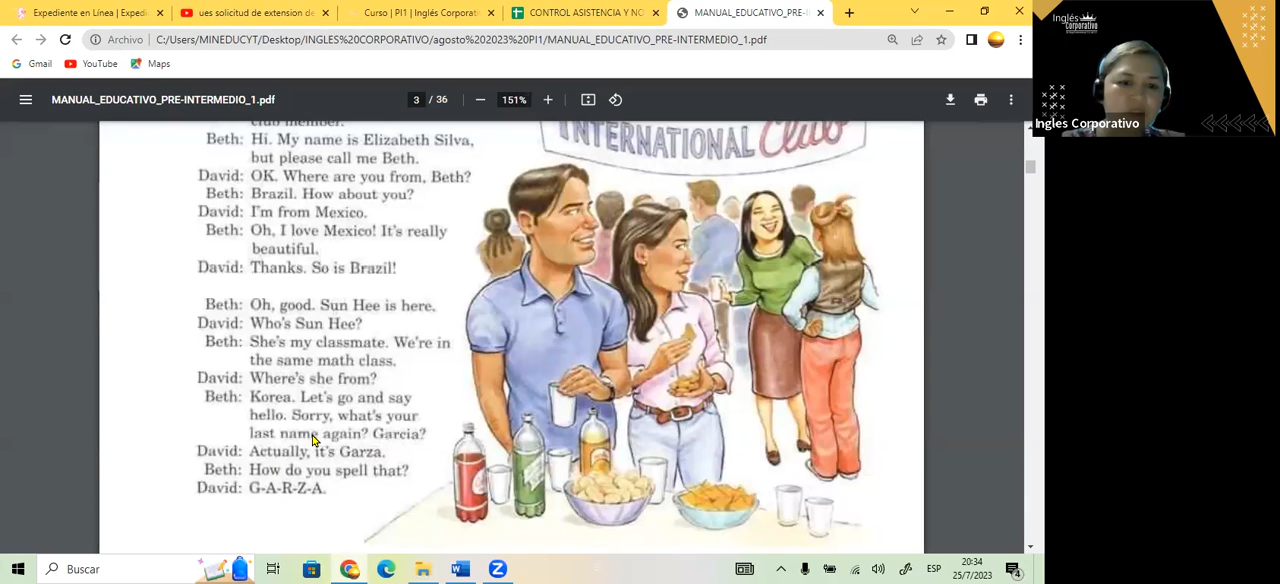 Expediente en Línea | Expedi
ues solicitud de extension de
Curso | PI1 | Inglés Corporati
CONTROL ASISTENCIA Y NO
MANUAL_EDUCATIVO_PRE-I
Archivo
C:/Users/MINEDUCYT/Desktop/INGLES%20CORPORATIVO/agosto%202023%20PI1/MANUAL_EDUCATIVO_PRE-INTERMEDIO_1.pdf
Gmail
YouTube
Maps
MANUAL_EDUCATIVO_PRE-INTERMEDIO_1.pdf
3 / 36
151%
Inglés
Corporativo
Ingles Corporativo
club member.
Beth: Hi. My name is Elizabeth Silva,
but please call me Beth.
David: OK. Where are you from, Beth?
Beth: Brazil. How about you?
David: I'm from Mexico.
Beth: Oh, I love Mexico! It's really
beautiful.
David: Thanks. So is Brazil!
Beth: Oh, good. Sun Hee is here.
David: Who's Sun Hee?
Beth: She's my classmate. We're in
the same math class.
David: Where's she from?
Beth: Korea. Let's go and say
hello. Sorry, what's your
last name again? Garcia?
David: Actually, it's Garza.
Beth: How do you spell that?
David: G-A-R-Z-A.
INTERNATIONAL Club
Buscar
ESP
20:34
25/7/2023
4